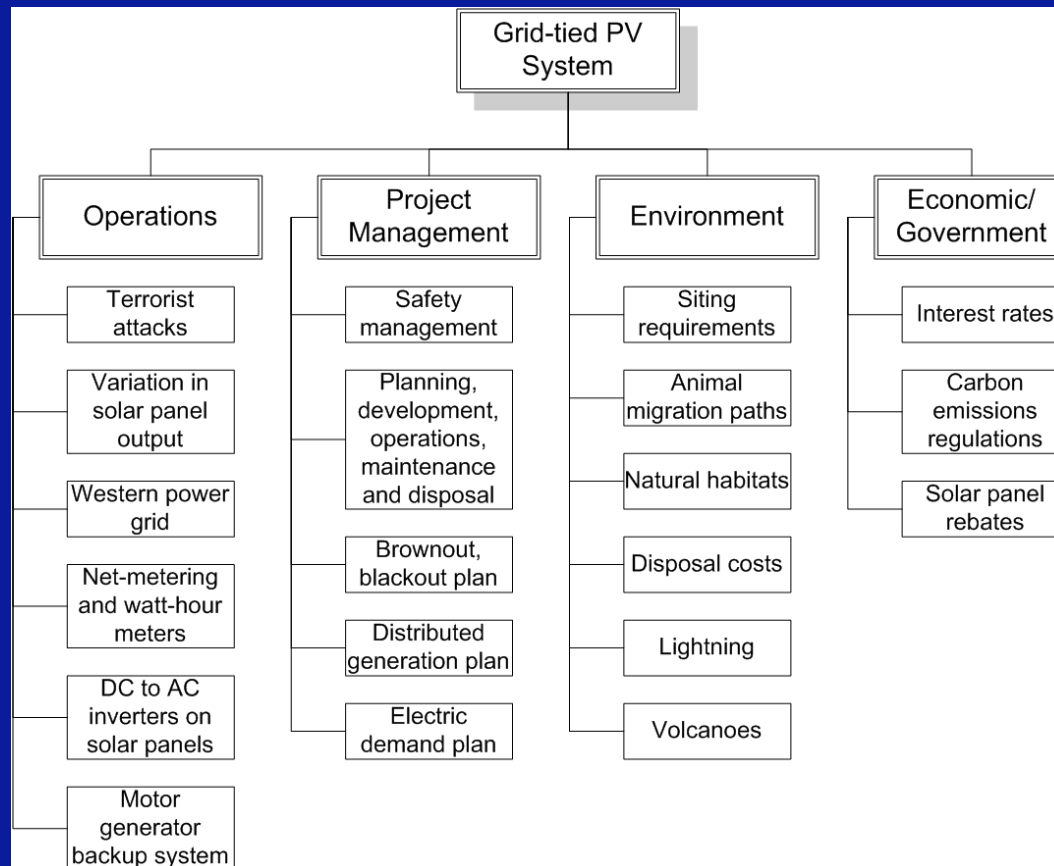 Grid-tied PV
System
Operations
Terrorist
attacks
Variation in
solar panel
output
Western power
grid
Net-metering
and watt-hour
meters
DC to AC
inverters on
solar panels
Motor
generator
backup system
Project
Management
Safety
management
Planning,
development,
operations,
maintenance
and disposal
Brownout,
blackout plan
Distributed
generation plan
Electric
demand plan
Environment
Siting
requirements
Animal
migration paths
Natural habitats
Disposal costs
Lightning
Volcanoes
Economic/
Government
Interest rates
Carbon
emissions
regulations
Solar panel
rebates